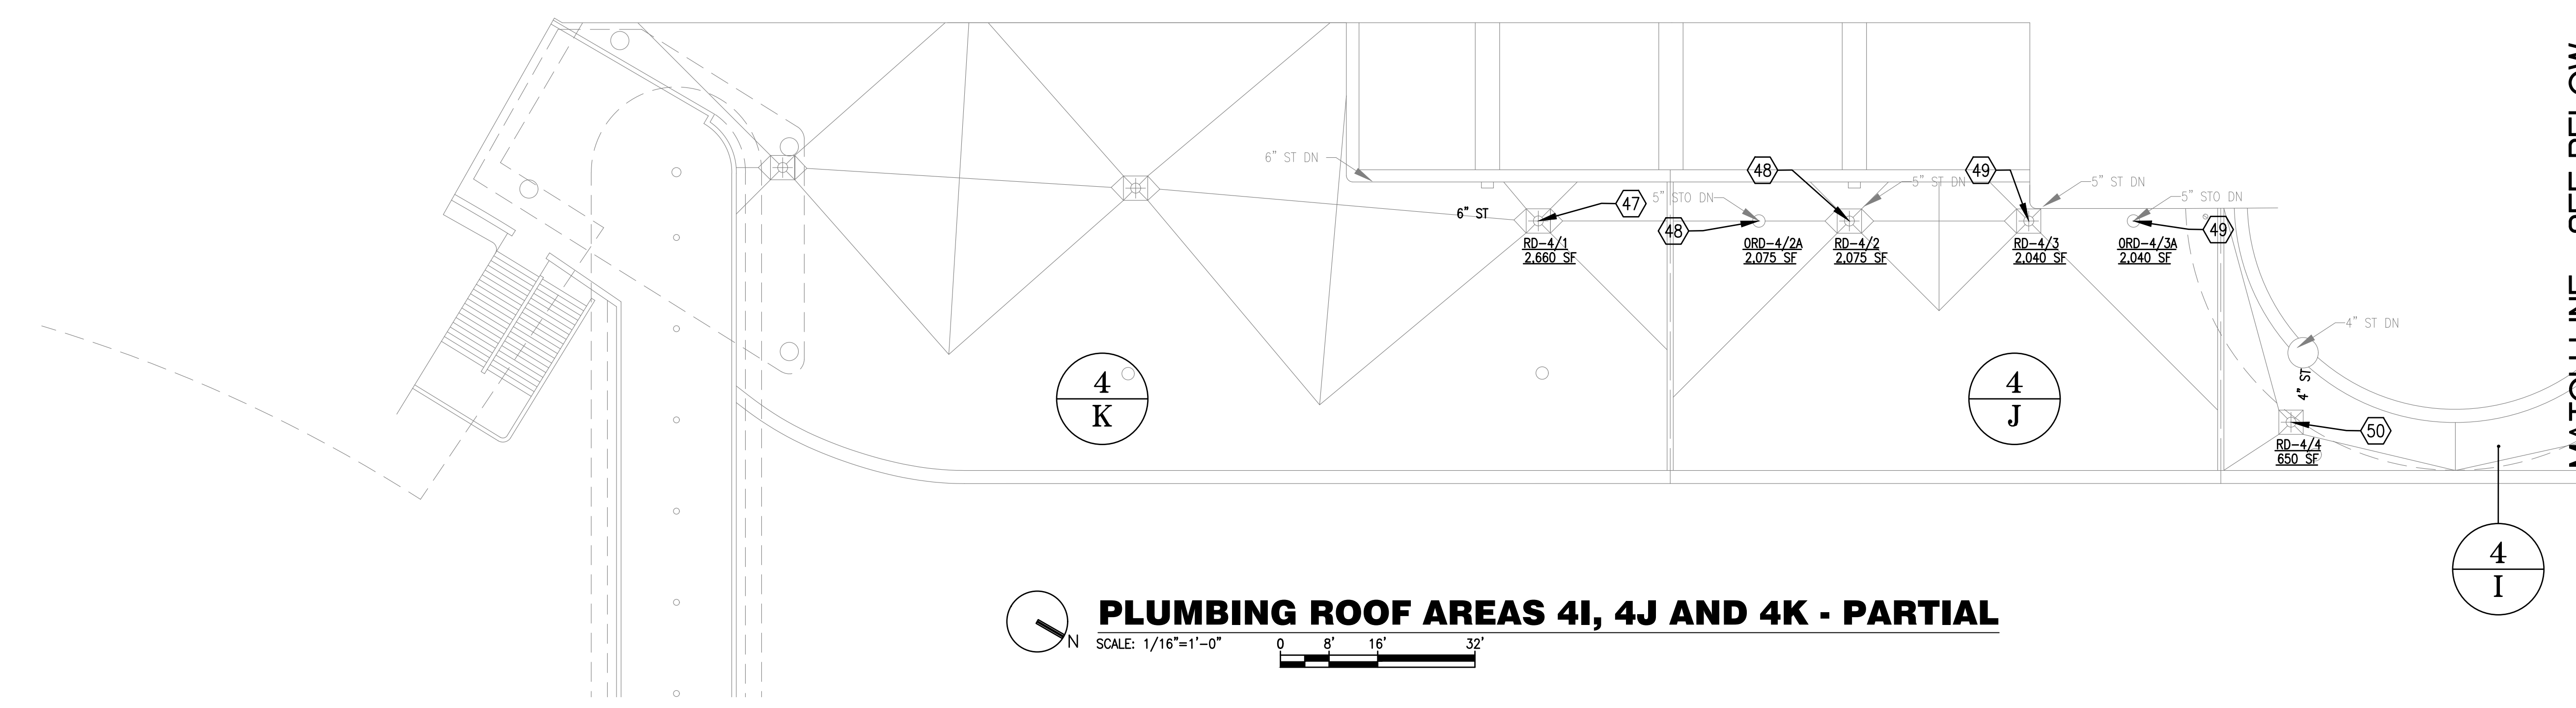 6" ST DN
6" ST
47
RD-4/1
2,660 SF
5" STO DN
48
48
ORD-4/2A
2,075 SF
RD-4/2
2,075 SF
5" ST DN
49
RD-4/3
2,040 SF
5" ST DN
5" STO DN
49
ORD-4/3A
2,040 SF
4" ST DN
4" ST
50
RD-4/4
650 SF
4
K
4
J
4
I
N
PLUMBING ROOF AREAS 4I, 4J AND 4K - PARTIAL
SCALE: 1/16"=1'-0"
0 8' 16' 32'